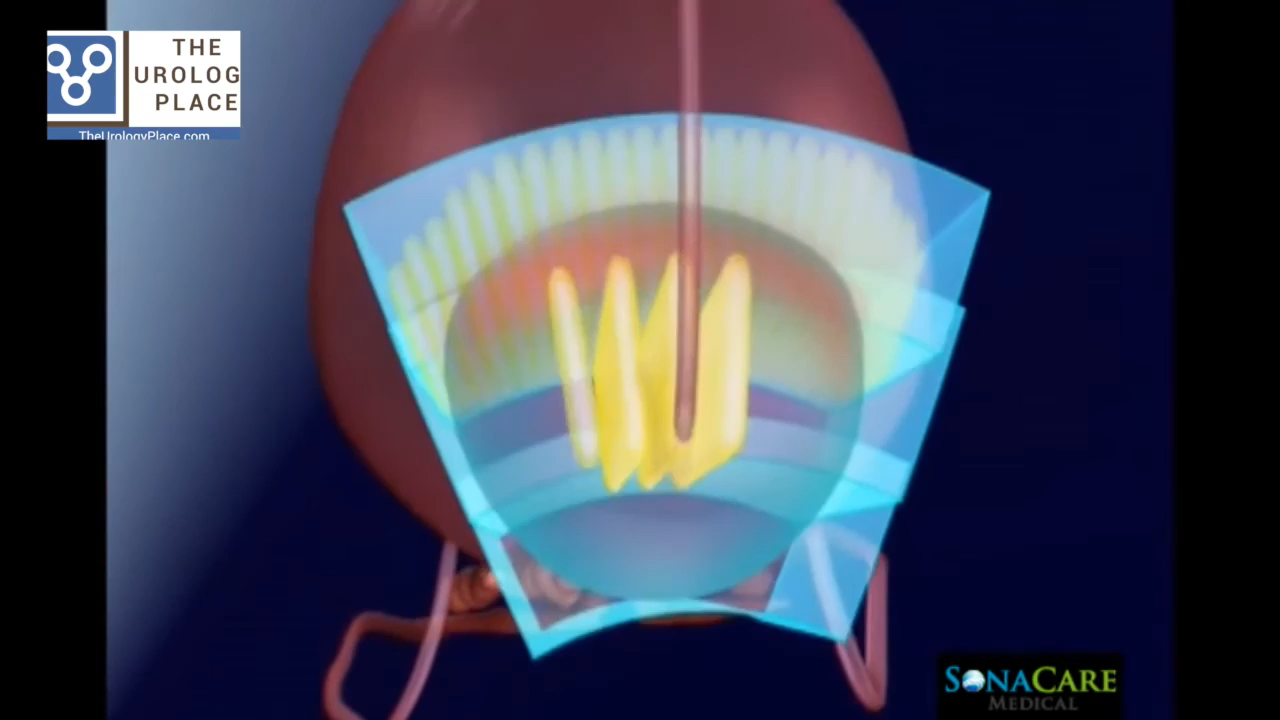 THE
UROLOG
PLACE
TheUrologyPlace.com
SONACARE
MEDICAL